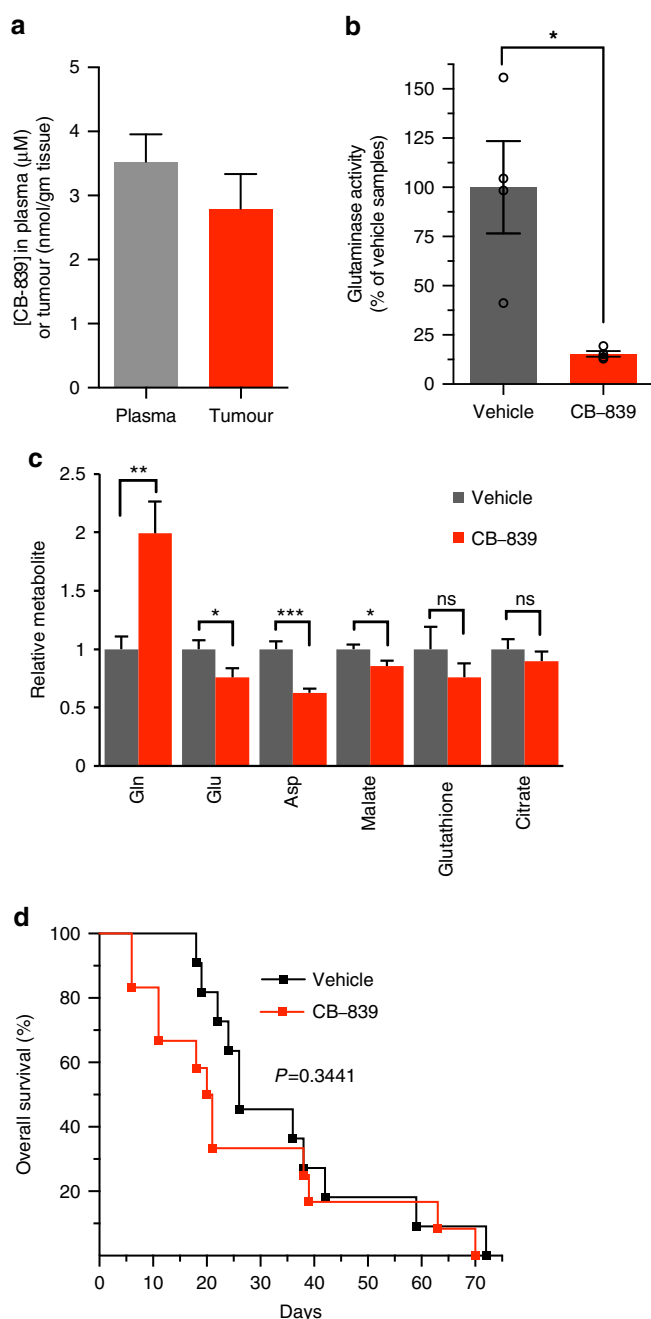 a
[CB-839] in plasma (μM)
or tumour (nmol/gm tissue)
5
4
3
2
1
0
Plasma
Tumour
b
Glutaminase activity
(% of vehicle samples)
*
150
125
100
75
50
25
0
Vehicle
CB–839
c
Relative metabolite
2.5
2
1.5
1
0.5
0
**
*
***
*
ns
ns
Vehicle
CB–839
Gln
Glu
Asp
Malate
Glutathione
Citrate
d
Overall survival (%)
100
80
60
40
20
Vehicle
CB–839
P=0.3441
0
10
20
30
40
50
60
70
Days